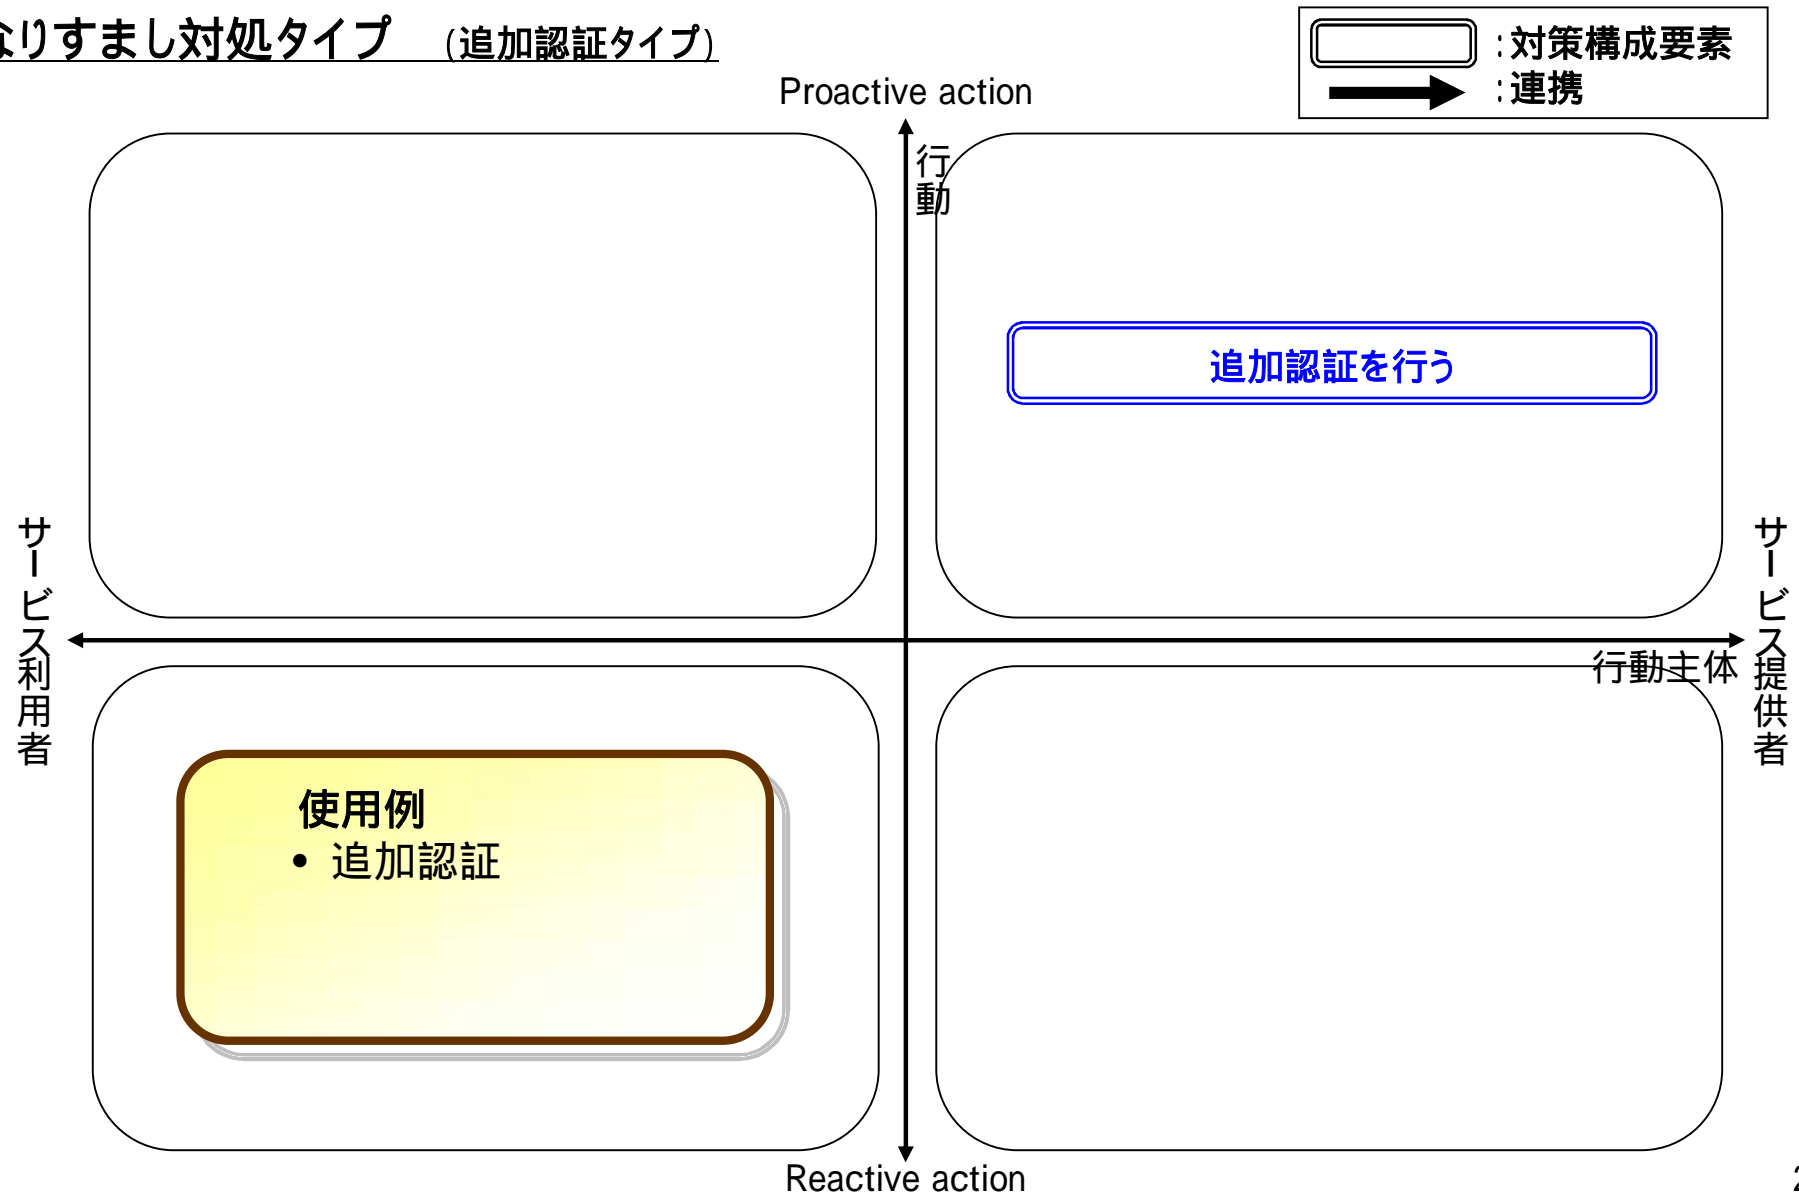 なりすまし対処タイプ (追加認証タイプ)
:対策構成要素
:連携
Proactive action
行動
追加認証を行う
サービス利用者
サービス提供者
行動主体
使用例
• 追加認証
Reactive action
2